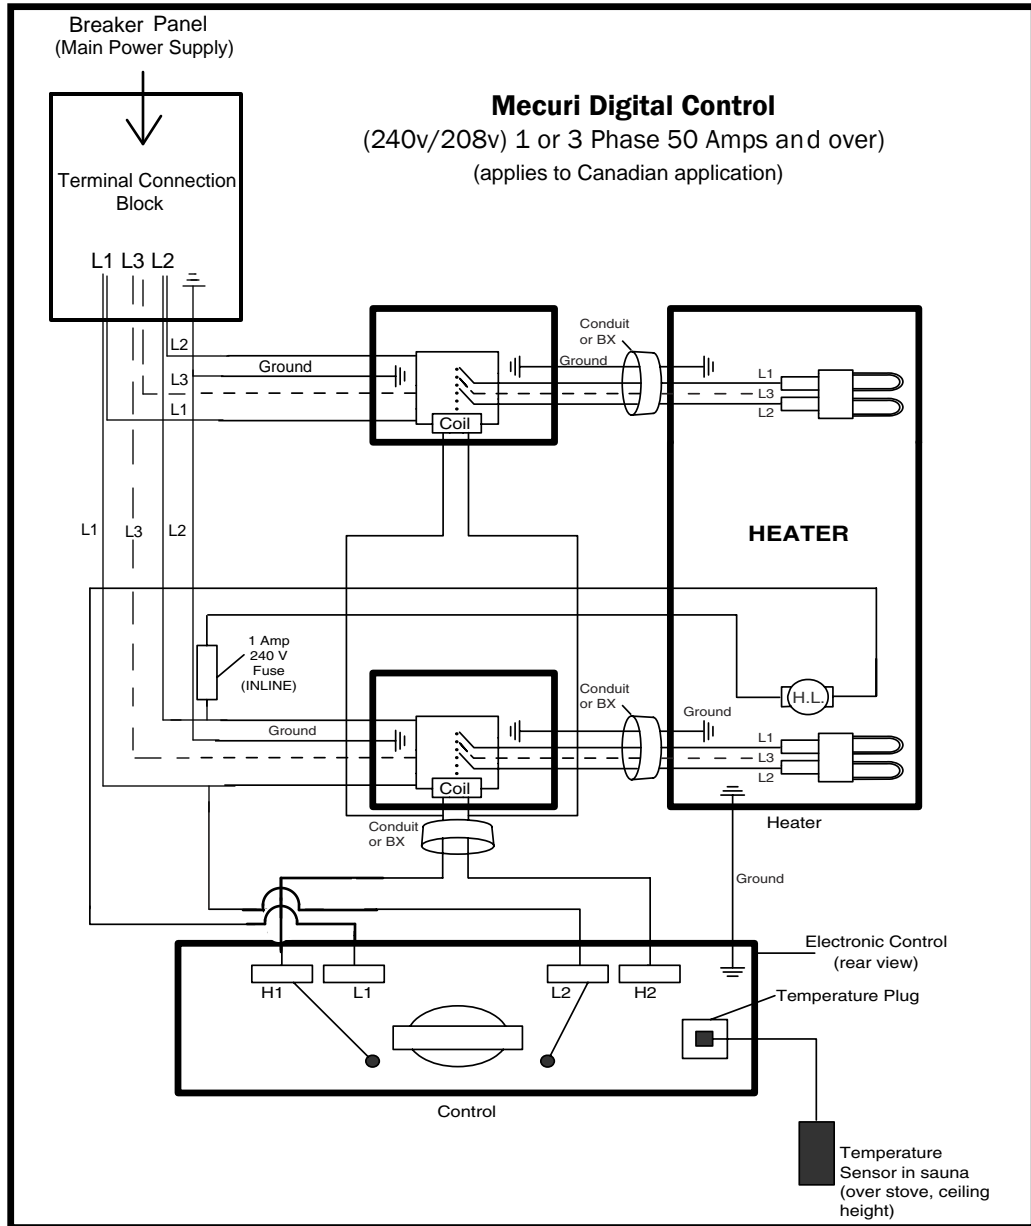 Breaker Panel
(Main Power Supply)
Mecuri Digital Control
(240v/208v) 1 or 3 Phase 50 Amps and over)
(applies to Canadian application)
Terminal Connection
Block
L1 L3 L2
L2
Ground
L3
L1
Coil
Conduit
or BX
Ground
L1
L3
L2
L1
L3
L2
HEATER
1 Amp
240 V
Fuse
(INLINE)
H.L.
Ground
Coil
Conduit
or BX
Ground
L1
L3
L2
Heater
Conduit
or BX
Ground
Electronic Control
(rear view)
H1
L1
L2
H2
Temperature Plug
Control
Temperature
Sensor in sauna
(over stove, ceiling
height)